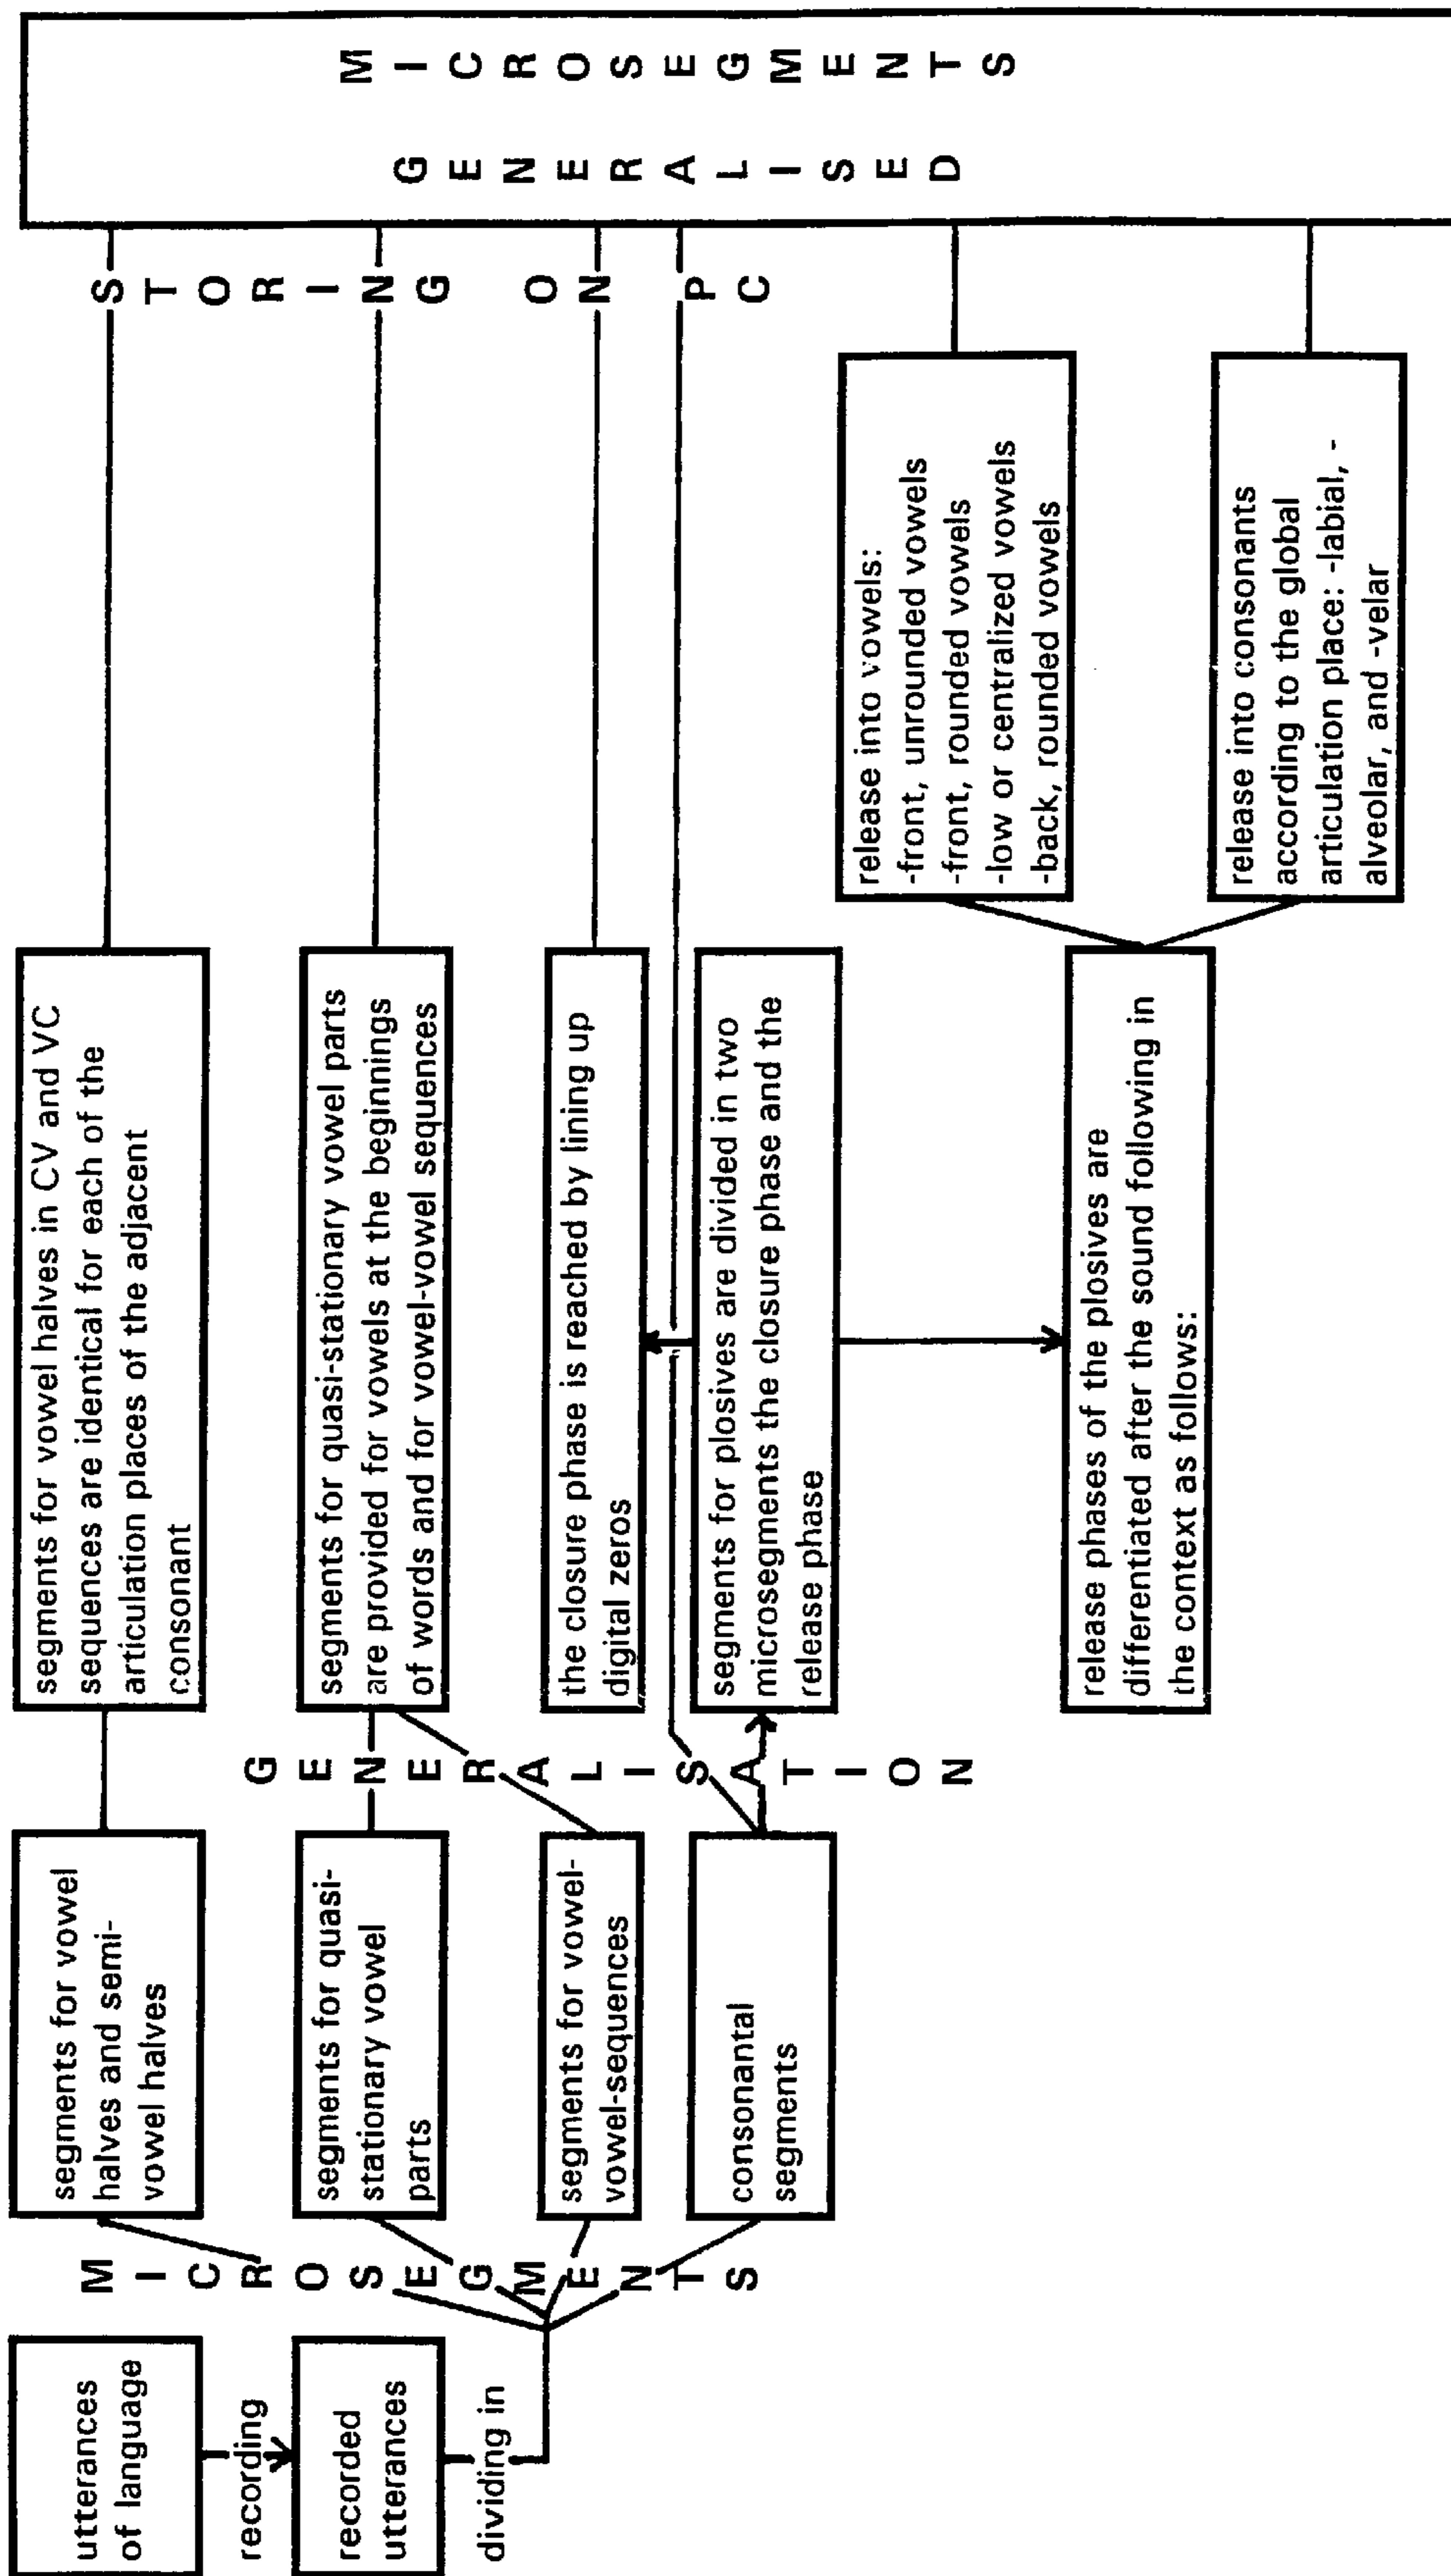 utterances
of language
recording
recorded
utterances
dividing in
MICROSEGMENTS
segments for vowel
halves and semi-
vowel halves
segments for quasi-
stationary vowel
parts
segments for vowel-
vowel-sequences
consonantal
segments
GENERALISATION
segments for vowel halves in CV and VC
sequences are identical for each of the
articulation places of the adjacent
consonant
segments for quasi-stationary vowel parts
are provided for vowels at the beginnings
of words and for vowel-vowel sequences
the closure phase is reached by lining up
digital zeros
segments for plosives are divided in two
microsegments the closure phase and the
release phase
release phases of the plosives are
differentiated after the sound following in
the context as follows:
release into vowels:
-front, unrounded vowels
-front, rounded vowels
-low or centralized vowels
-back, rounded vowels
release into consonants
according to the global
articulation place: -labial, -
alveolar, and -velar
STORING ON PC
GENERALISED
MICROSEGMENTS